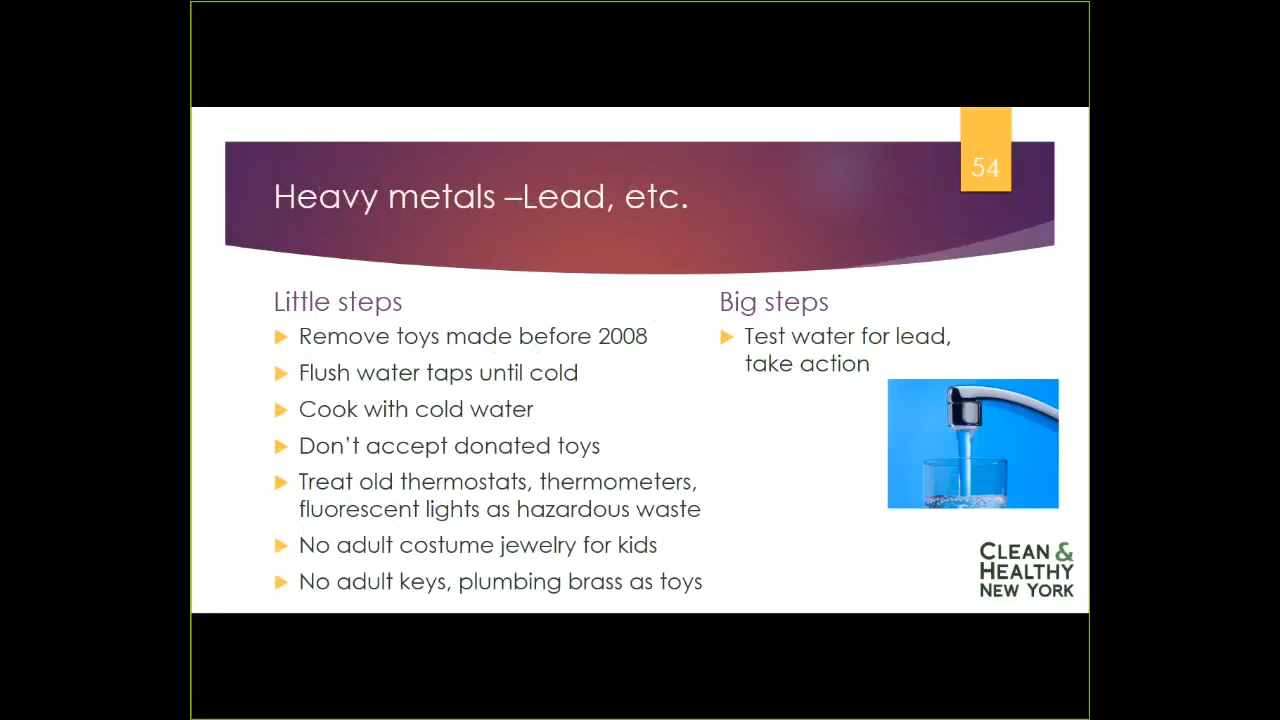 54
Heavy metals –Lead, etc.
Little steps
Remove toys made before 2008
Flush water taps until cold
Cook with cold water
Don't accept donated toys
Treat old thermostats, thermometers,
fluorescent lights as hazardous waste
No adult costume jewelry for kids
No adult keys, plumbing brass as toys
Big steps
Test water for lead,
take action
CLEAN &
HEALTHY
NEW YORK